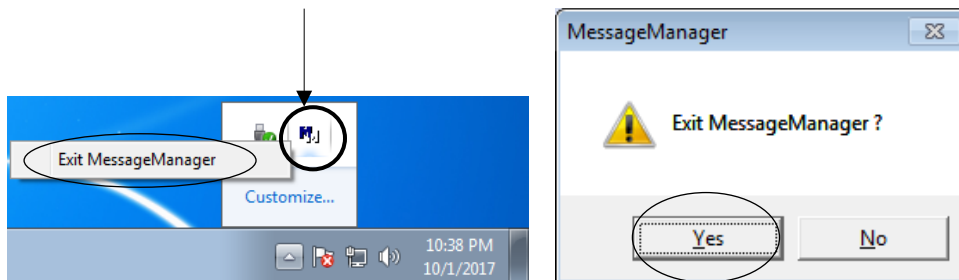 Exit MessageManager
Customize...
10:38 PM
10/1/2017
MessageManager
Exit MessageManager ?
Yes
No